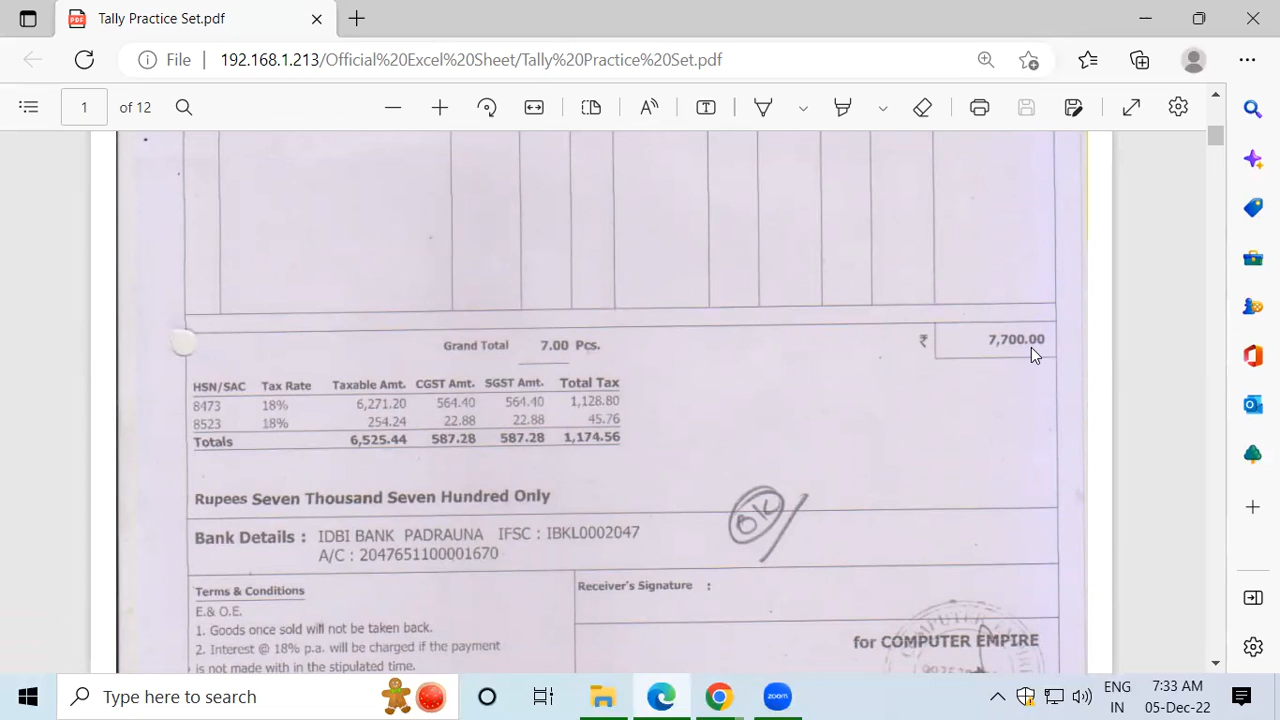 Tally Practice Set.pdf
File 192.168.1.213/Official%20Excel%20Sheet/Tally%20Practice%20Set.pdf
1 of 12
Grand Total 7.00 Pcs. ₹ 7,700.00
HSN/SAC Tax Rate Taxable Amt. CGST Amt. SGST Amt. Total Tax
8473 18% 6,271.20 564.40 564.40 1,128.80
8523 18% 254.24 22.88 22.88 45.76
Totals 6,525.44 587.28 587.28 1,174.56
Rupees Seven Thousand Seven Hundred Only
Bank Details : IDBI BANK PADRAUNA IFSC : IBKL0002047
A/C : 2047651100001670
Terms & Conditions
E.& O.E.
1. Goods once sold will not be taken back.
2. Interest @ 18% p.a. will be charged if the payment
is not made with in the stipulated time.
Receiver's Signature :
for COMPUTER EMPIRE
Type here to search
zoom
ENG
IN
7:33 AM
05-Dec-22